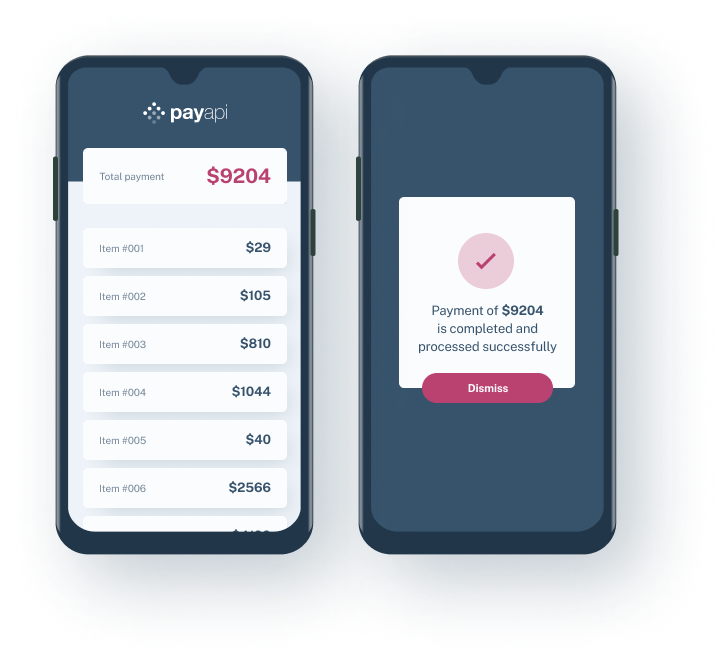 payapi
Total payment $9204
Item #001 $29
Item #002 $105
Item #003 $810
Item #004 $1044
Item #005 $40
Item #006 $2566
Payment of $9204
is completed and
processed successfully
Dismiss